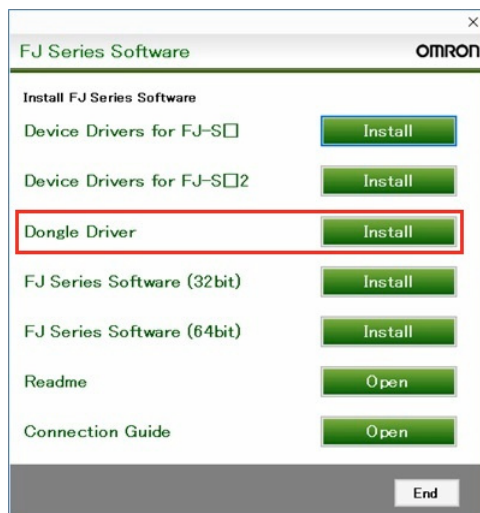 ×
FJ Series Software OMRON
Install FJ Series Software
Device Drivers for FJ-S□ Install
Device Drivers for FJ-S□2 Install
Dongle Driver Install
FJ Series Software (32bit) Install
FJ Series Software (64bit) Install
Readme Open
Connection Guide Open
End